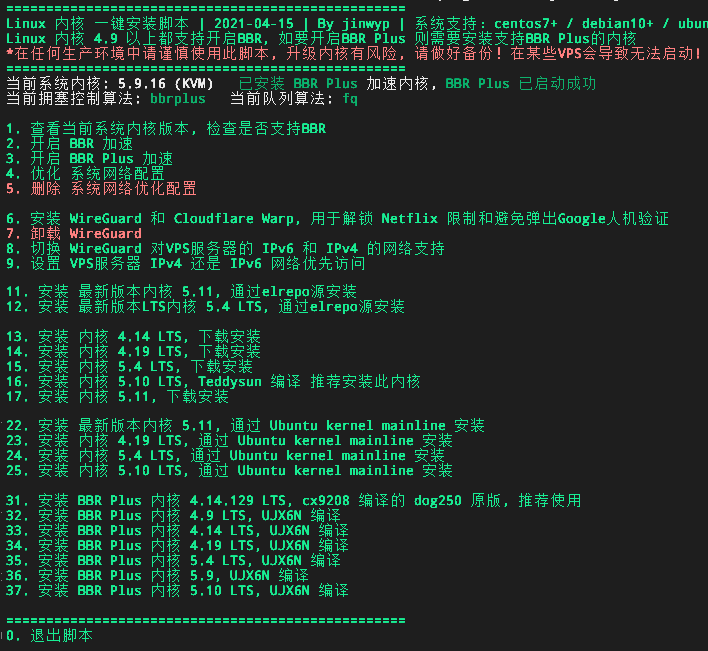 ==================================================
Linux 内核 一键安装脚本 | 2021-04-15 | By jinwyp | 系统支持: centos7+ / debian10+ / ubun
Linux 内核 4.9 以上都支持开启BBR, 如要开启BBR Plus 则需要安装支持BBR Plus的内核
*在任何生产环境中请谨慎使用此脚本, 升级内核有风险, 请做好备份! 在某些VPS会导致无法启动!
==================================================
当前系统内核: 5.9.16 (KVM) 已安装 BBR Plus 加速内核, BBR Plus 已启动成功
当前拥塞控制算法: bbrplus 当前队列算法: fq
1. 查看当前系统内核版本, 检查是否支持BBR
2. 开启 BBR 加速
3. 开启 BBR Plus 加速
4. 优化 系统网络配置
5. 删除 系统网络优化配置
6. 安装 WireGuard 和 Cloudflare Warp, 用于解锁 Netflix 限制和避免弹出Google人机验证
7. 卸载 WireGuard
8. 切换 WireGuard 对VPS服务器的 IPv6 和 IPv4 的网络支持
9. 设置 VPS服务器 IPv4 还是 IPv6 网络优先访问
11. 安装 最新版本内核 5.11, 通过elrepo源安装
12. 安装 最新版本LTS内核 5.4 LTS, 通过elrepo源安装
13. 安装 内核 4.14 LTS, 下载安装
14. 安装 内核 4.19 LTS, 下载安装
15. 安装 内核 5.4 LTS, 下载安装
16. 安装 内核 5.10 LTS, Teddysun 编译 推荐安装此内核
17. 安装 内核 5.11, 下载安装
22. 安装 最新版本内核 5.11, 通过 Ubuntu kernel mainline 安装
23. 安装 内核 4.19 LTS, 通过 Ubuntu kernel mainline 安装
24. 安装 内核 5.4 LTS, 通过 Ubuntu kernel mainline 安装
25. 安装 内核 5.10 LTS, 通过 Ubuntu kernel mainline 安装
31. 安装 BBR Plus 内核 4.14.129 LTS, cx9208 编译的 dog250 原版, 推荐使用
32. 安装 BBR Plus 内核 4.9 LTS, UJX6N 编译
33. 安装 BBR Plus 内核 4.14 LTS, UJX6N 编译
34. 安装 BBR Plus 内核 4.19 LTS, UJX6N 编译
35. 安装 BBR Plus 内核 5.4 LTS, UJX6N 编译
36. 安装 BBR Plus 内核 5.9, UJX6N 编译
37. 安装 BBR Plus 内核 5.10 LTS, UJX6N 编译
==================================================
0. 退出脚本